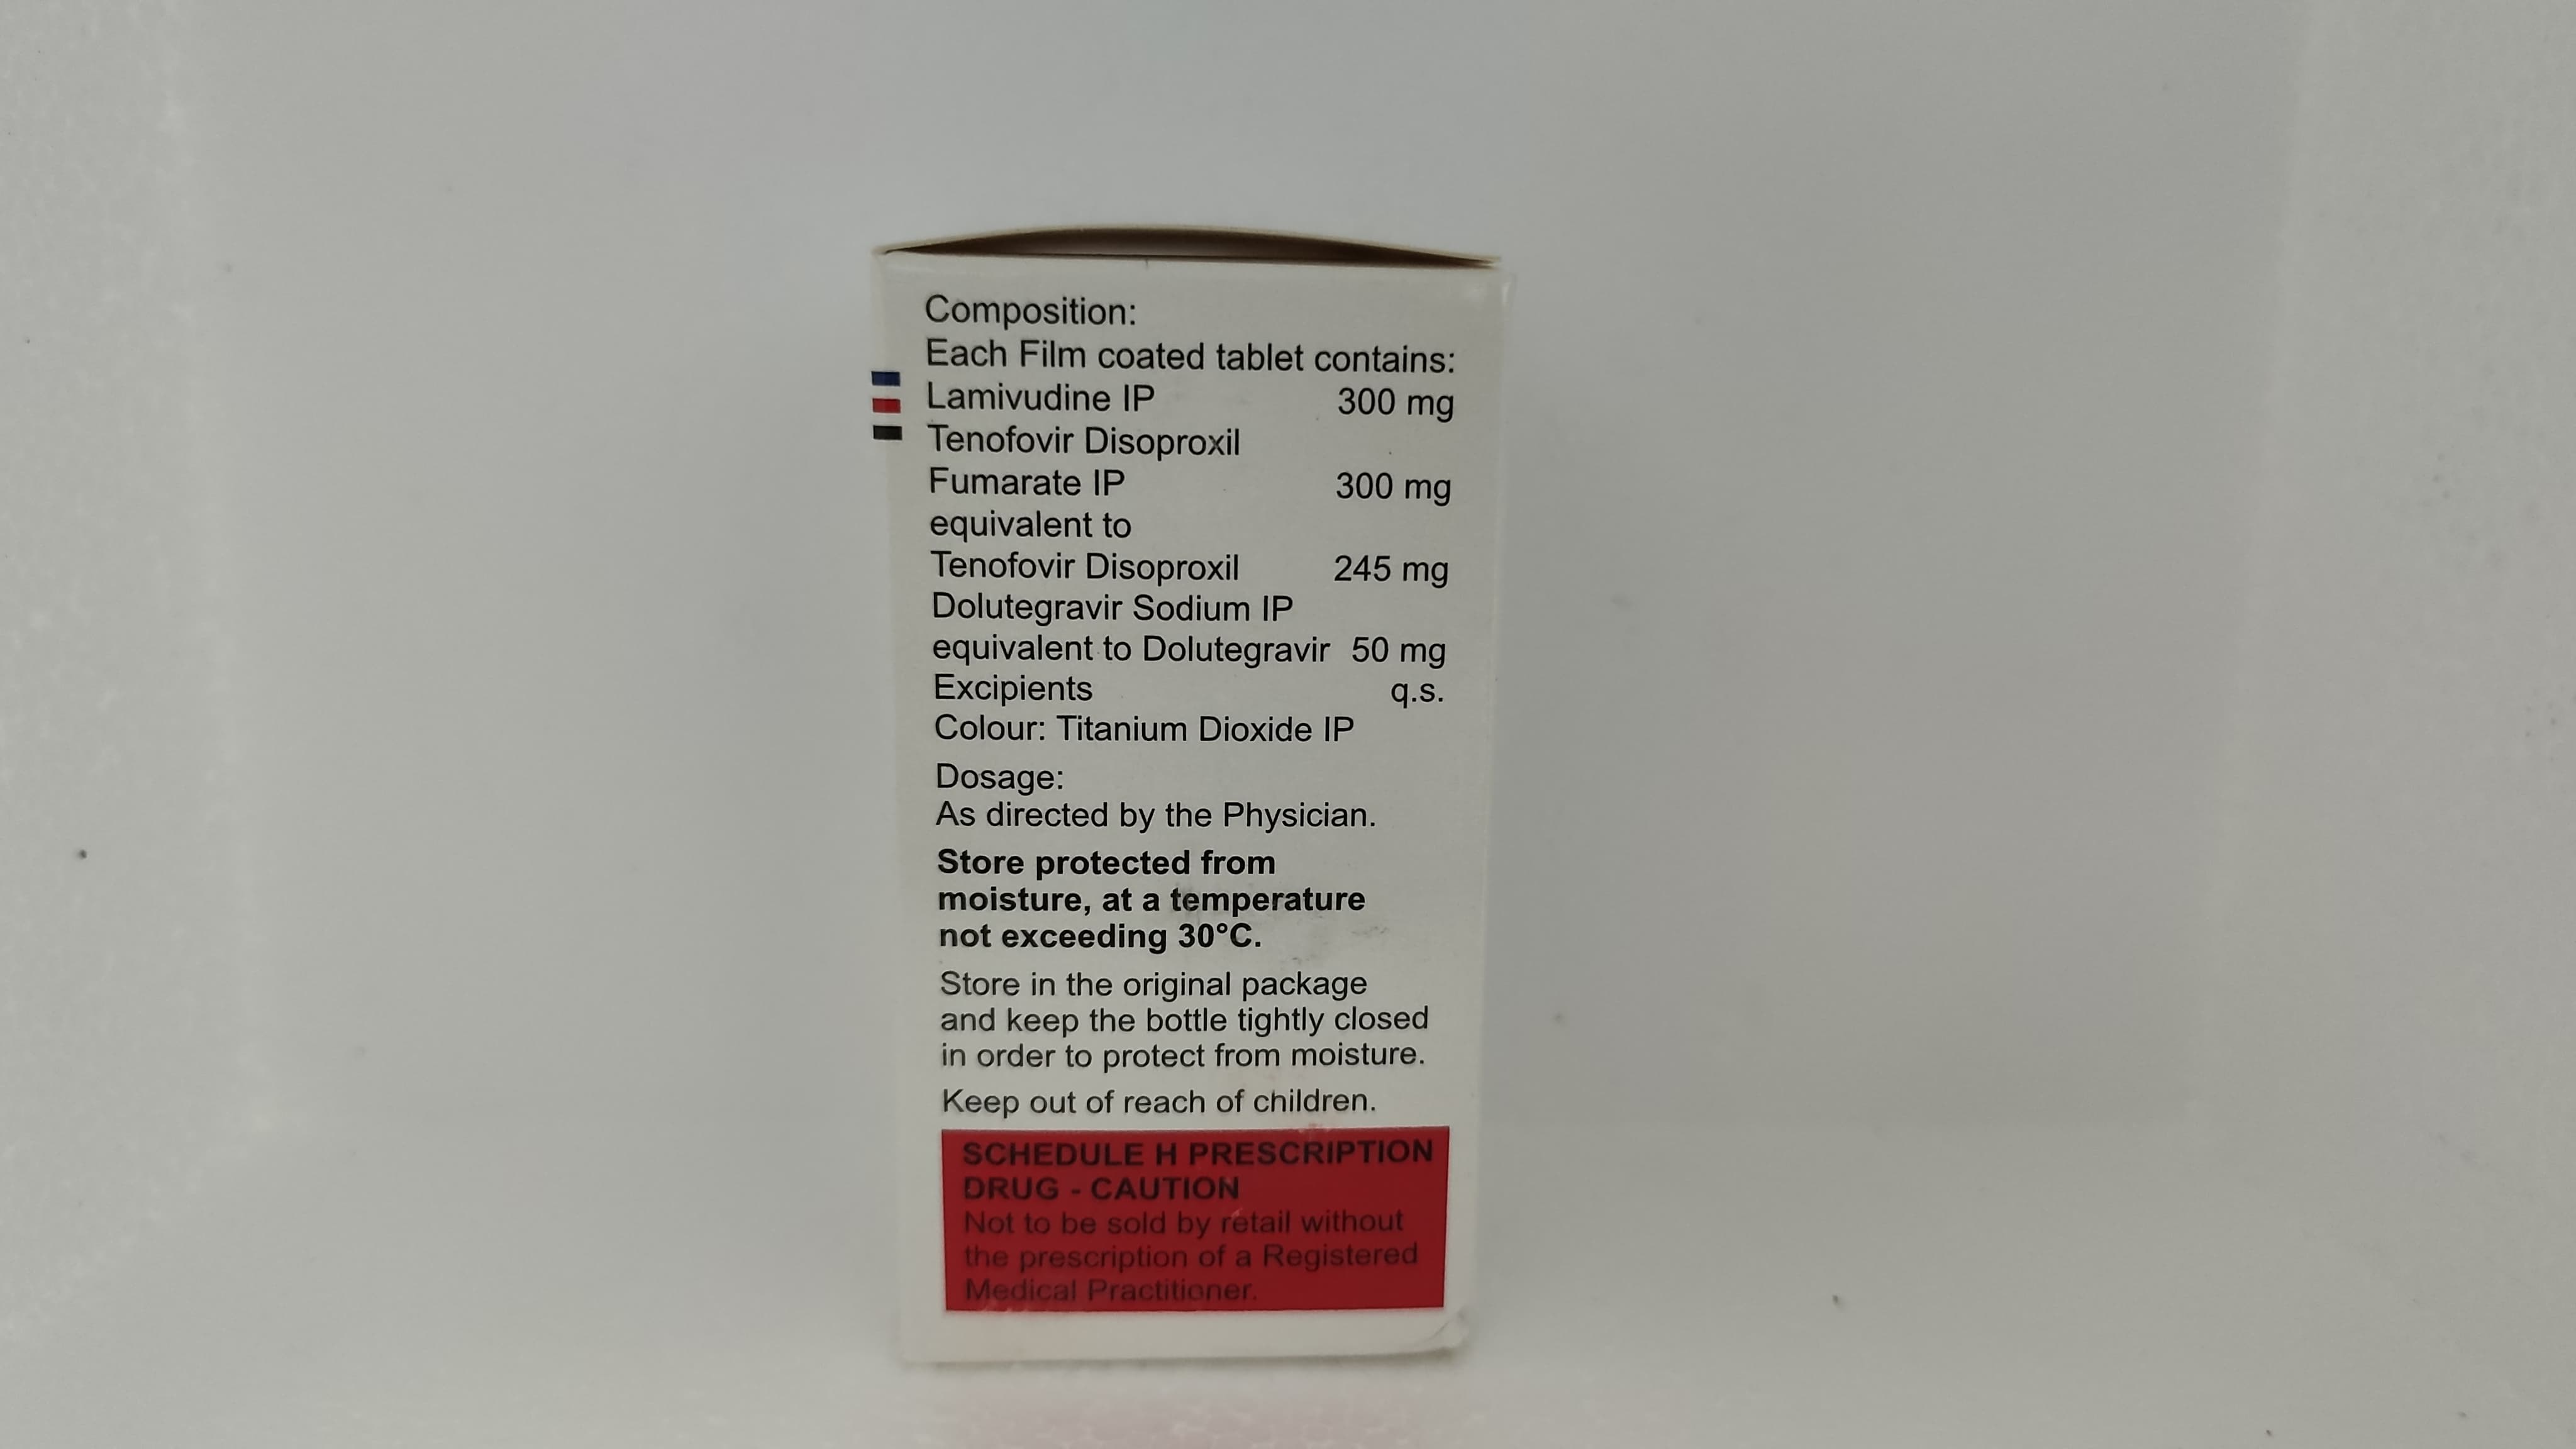 Composition:
Each Film coated tablet contains:
Lamivudine IP 300 mg
Tenofovir Disoproxil
Fumarate IP 300 mg
equivalent to
Tenofovir Disoproxil 245 mg
Dolutegravir Sodium IP
equivalent to Dolutegravir 50 mg
Excipients q.s.
Colour: Titanium Dioxide IP
Dosage:
As directed by the Physician.
Store protected from
moisture, at a temperature
not exceeding 30°C.
Store in the original package
and keep the bottle tightly closed
in order to protect from moisture.
Keep out of reach of children.
SCHEDULE H PRESCRIPTION
DRUG - CAUTION
Not to be sold by retail without
the prescription of a Registered
Medical Practitioner.